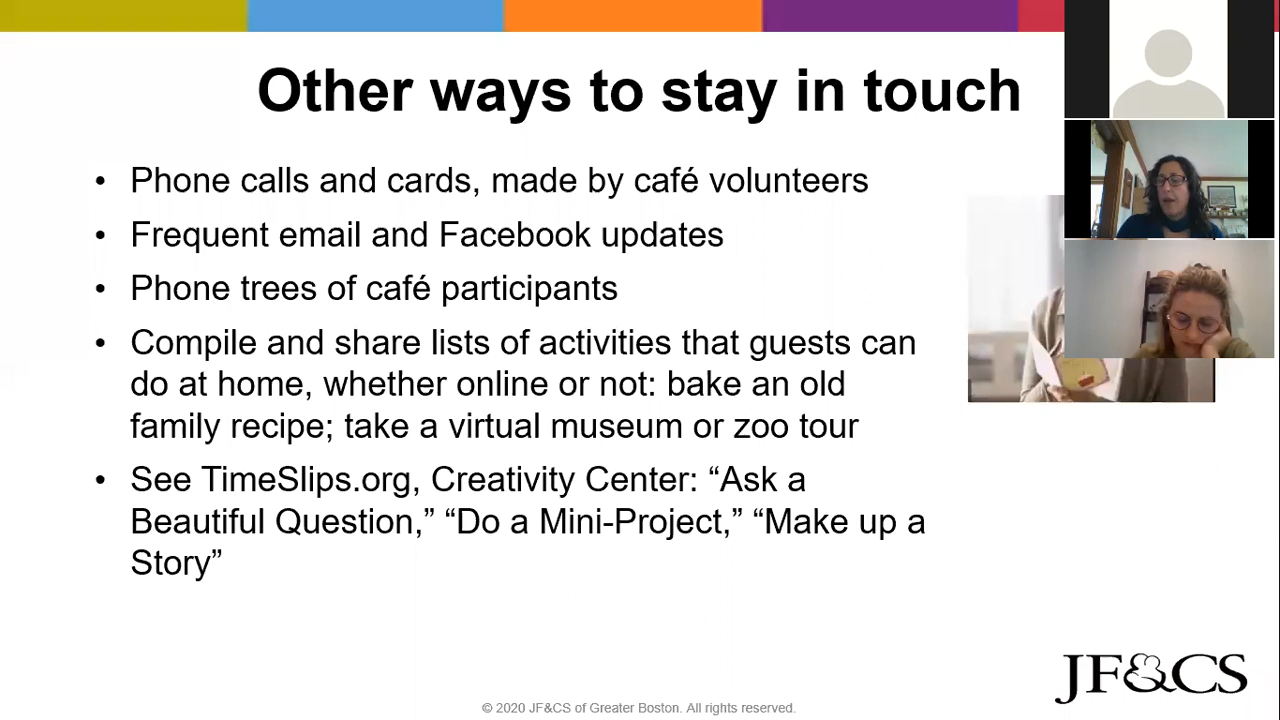 Other ways to stay in touch
• Phone calls and cards, made by café volunteers
• Frequent email and Facebook updates
• Phone trees of café participants
• Compile and share lists of activities that guests can
do at home, whether online or not: bake an old
family recipe; take a virtual museum or zoo tour
• See TimeSlips.org, Creativity Center: “Ask a
Beautiful Question,” “Do a Mini-Project,” “Make up a
Story”
JF&CS
© 2020 JF&CS of Greater Boston. All rights reserved.